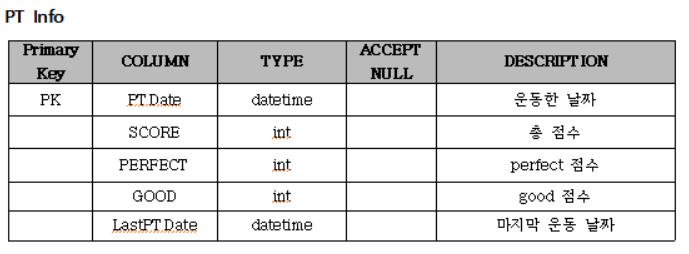 PT Info
Primary Key COLUMN TYPE ACCEPT NULL DESCRIPTION
PK PT.Date datetime 운동한 날짜
SCORE int 총 점수
PERFECT int perfect 점수
GOOD int good 점수
LastPT.Date datetime 마지막 운동 날짜